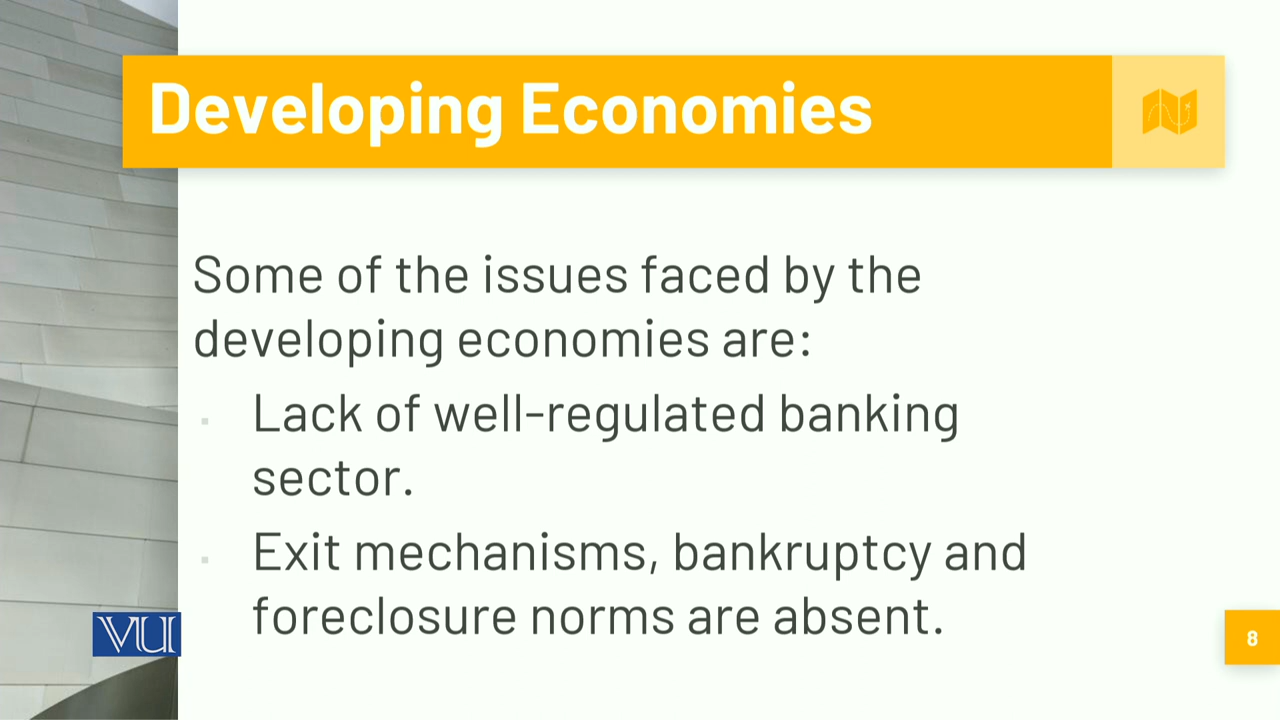 Developing Economies
Some of the issues faced by the
developing economies are:
Lack of well-regulated banking
sector.
Exit mechanisms, bankruptcy and
foreclosure norms are absent.
VU
8